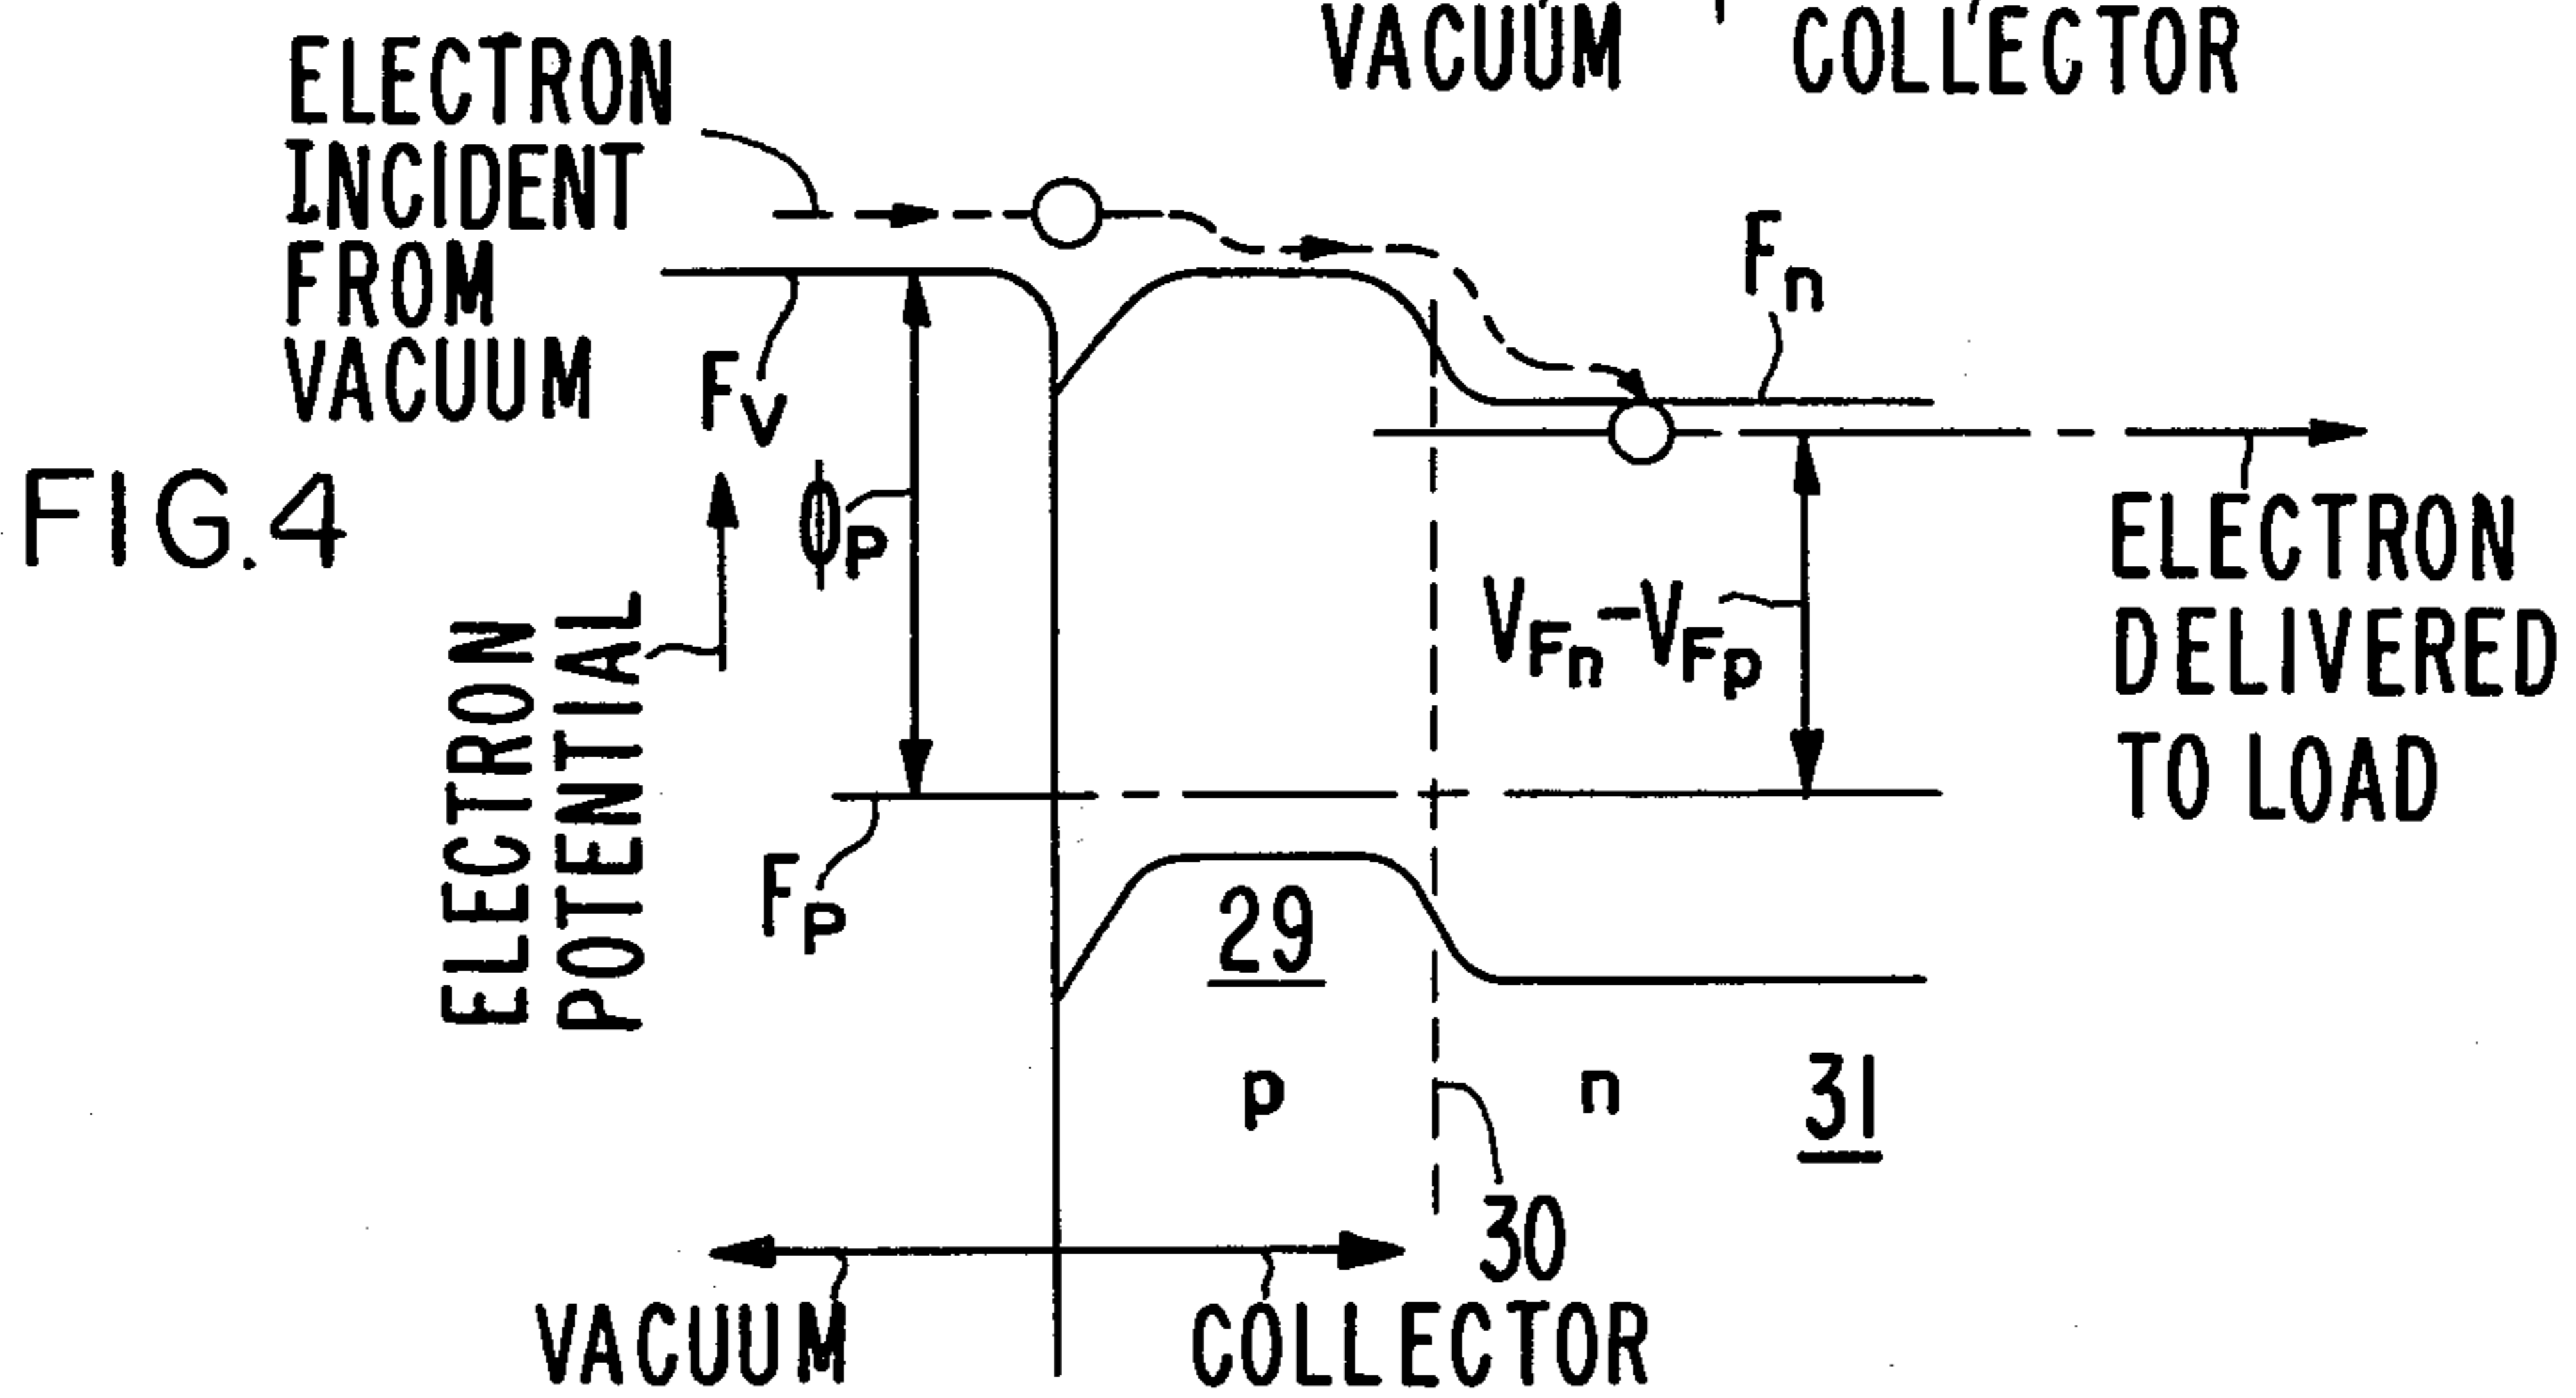 VACUUM COLLECTOR
ELECTRON
INCIDENT
FROM
VACUUM
Fn
FV
FIG.4
ΦP
ELECTRON
POTENTIAL
VFn-VFp
ELECTRON
DELIVERED
TO LOAD
FP
29
p n 31
30
VACUUM COLLECTOR